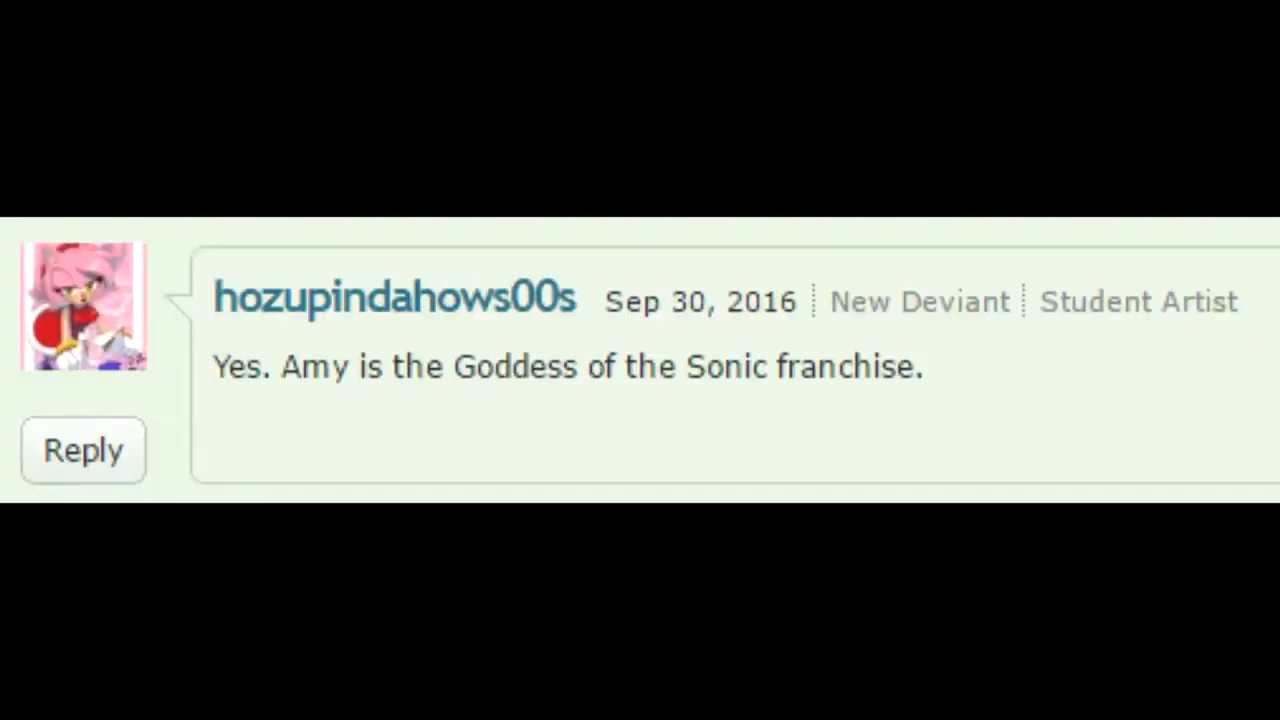 hozupindahows00s Sep 30, 2016 New Deviant Student Artist
Yes. Amy is the Goddess of the Sonic franchise.
Reply